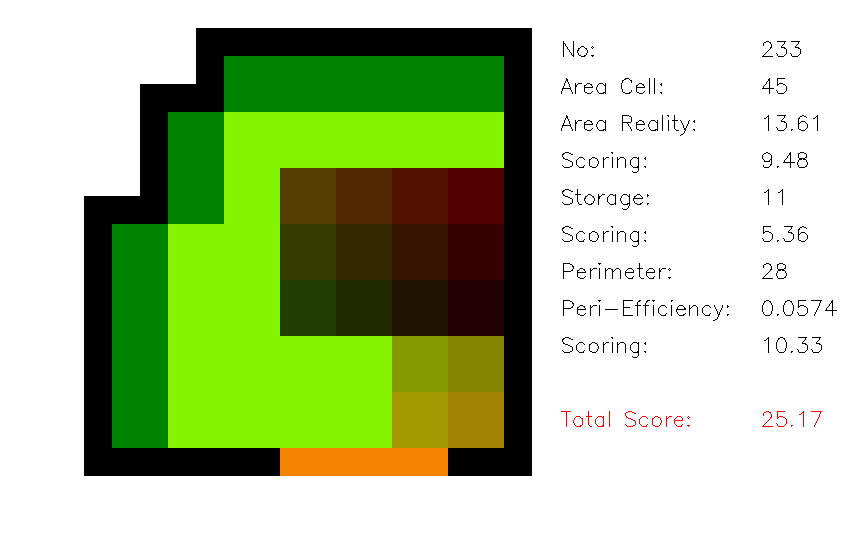 No: 233
Area Cell: 45
Area Reality: 13.61
Scoring: 9.48
Storage: 11
Scoring: 5.36
Perimeter: 28
Peri-Efficiency: 0.0574
Scoring: 10.33
Total Score: 25.17